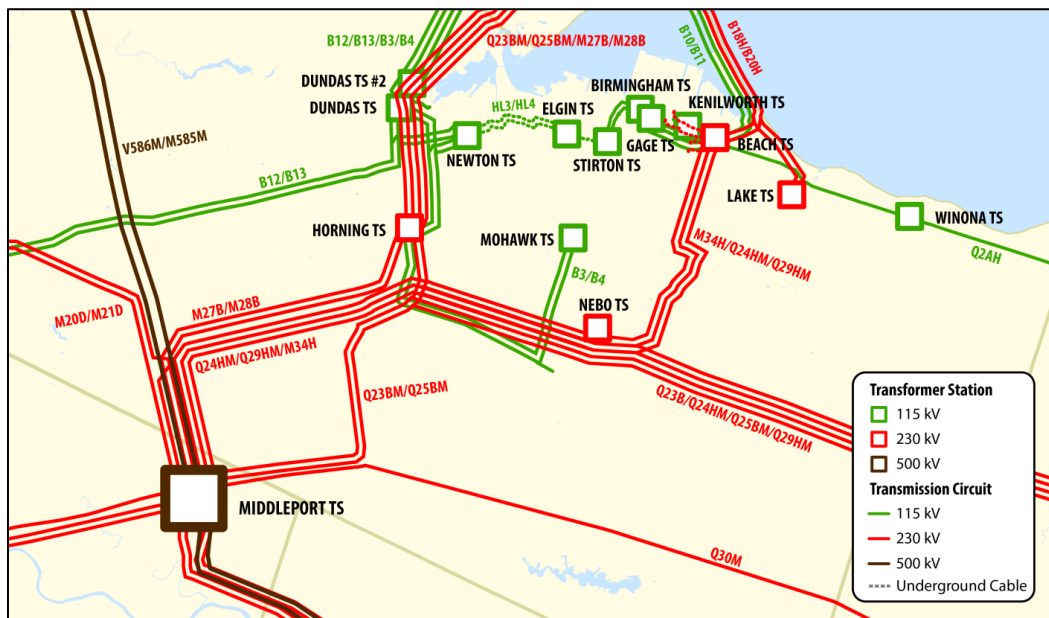 B12/B13/B3/B4
Q23BM/Q25BM/M27B/M28B
B10/B11
B18H/B20H
DUNDAS TS #2
DUNDAS TS
HL3/HL4
ELGIN TS
BIRMINGHAM TS
KENILWORTH TS
V586M/M585M
NEWTON TS
STIRTON TS
GAGE TS
BEACH TS
B12/B13
LAKE TS
WINONA TS
HORNING TS
MOHAWK TS
Q2AH
B3/B4
M34H/Q24HM/Q29HM
M20D/M21D
M27B/M28B
NEBO TS
Q24HM/Q29HM/M34H
Q23BM/Q25BM
Q23B/Q24HM/Q25BM/Q29HM
MIDDLEPORT TS
Q30M
Transformer Station
115 kV
230 kV
500 kV
Transmission Circuit
115 kV
230 kV
500 kV
Underground Cable